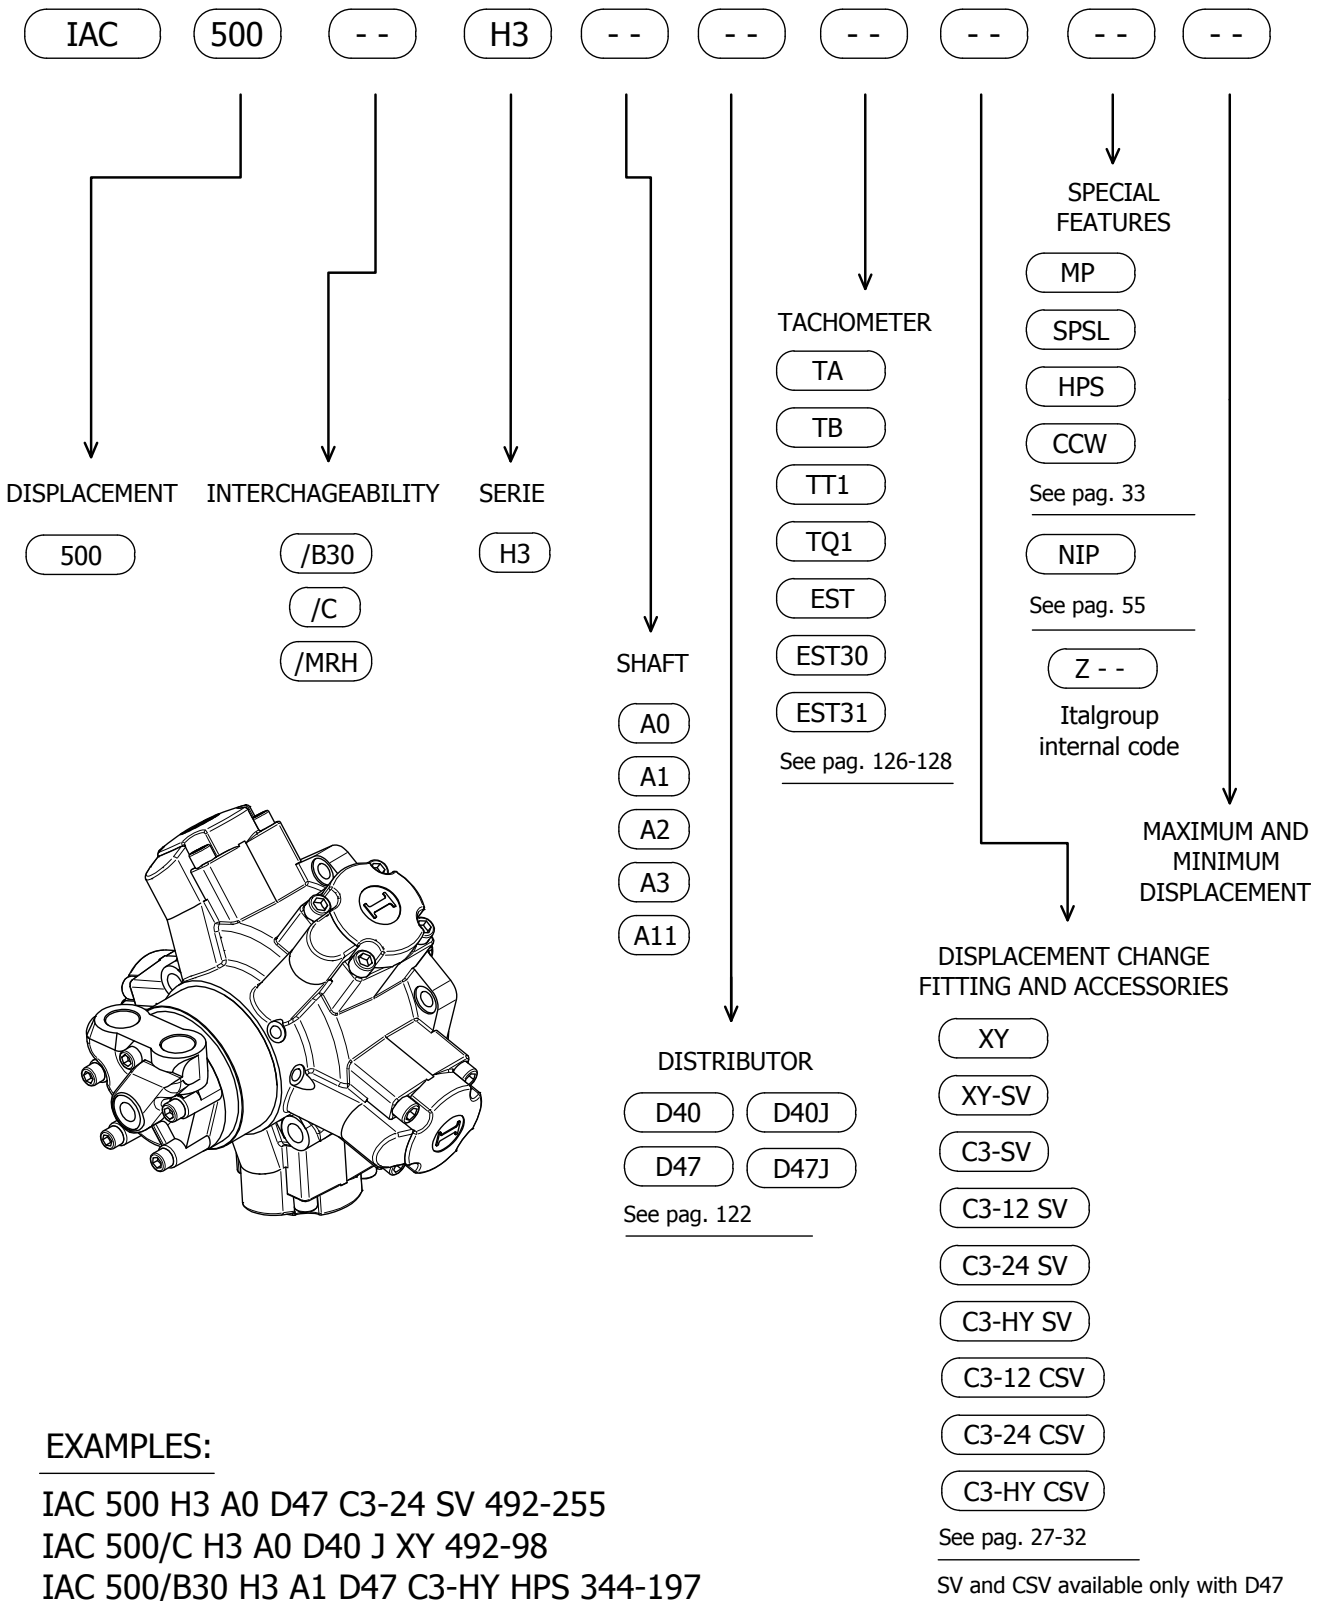 IAC 500 - - H3 - - - - - - - - - - - -
DISPLACEMENT
500
INTERCHAGEABILITY
/B30
/C
/MRH
SERIE
H3
SHAFT
A0
A1
A2
A3
A11
DISTRIBUTOR
D40 D40J
D47 D47J
See pag. 122
TACHOMETER
TA
TB
TT1
TQ1
EST
EST30
EST31
See pag. 126-128
DISPLACEMENT CHANGE
FITTING AND ACCESSORIES
XY
XY-SV
C3-SV
C3-12 SV
C3-24 SV
C3-HY SV
C3-12 CSV
C3-24 CSV
C3-HY CSV
See pag. 27-32
SV and CSV available only with D47
SPECIAL
FEATURES
MP
SPSL
HPS
CCW
See pag. 33
NIP
See pag. 55
Z - -
Italgroup
internal code
MAXIMUM AND
MINIMUM
DISPLACEMENT
EXAMPLES:
IAC 500 H3 A0 D47 C3-24 SV 492-255
IAC 500/C H3 A0 D40 J XY 492-98
IAC 500/B30 H3 A1 D47 C3-HY HPS 344-197